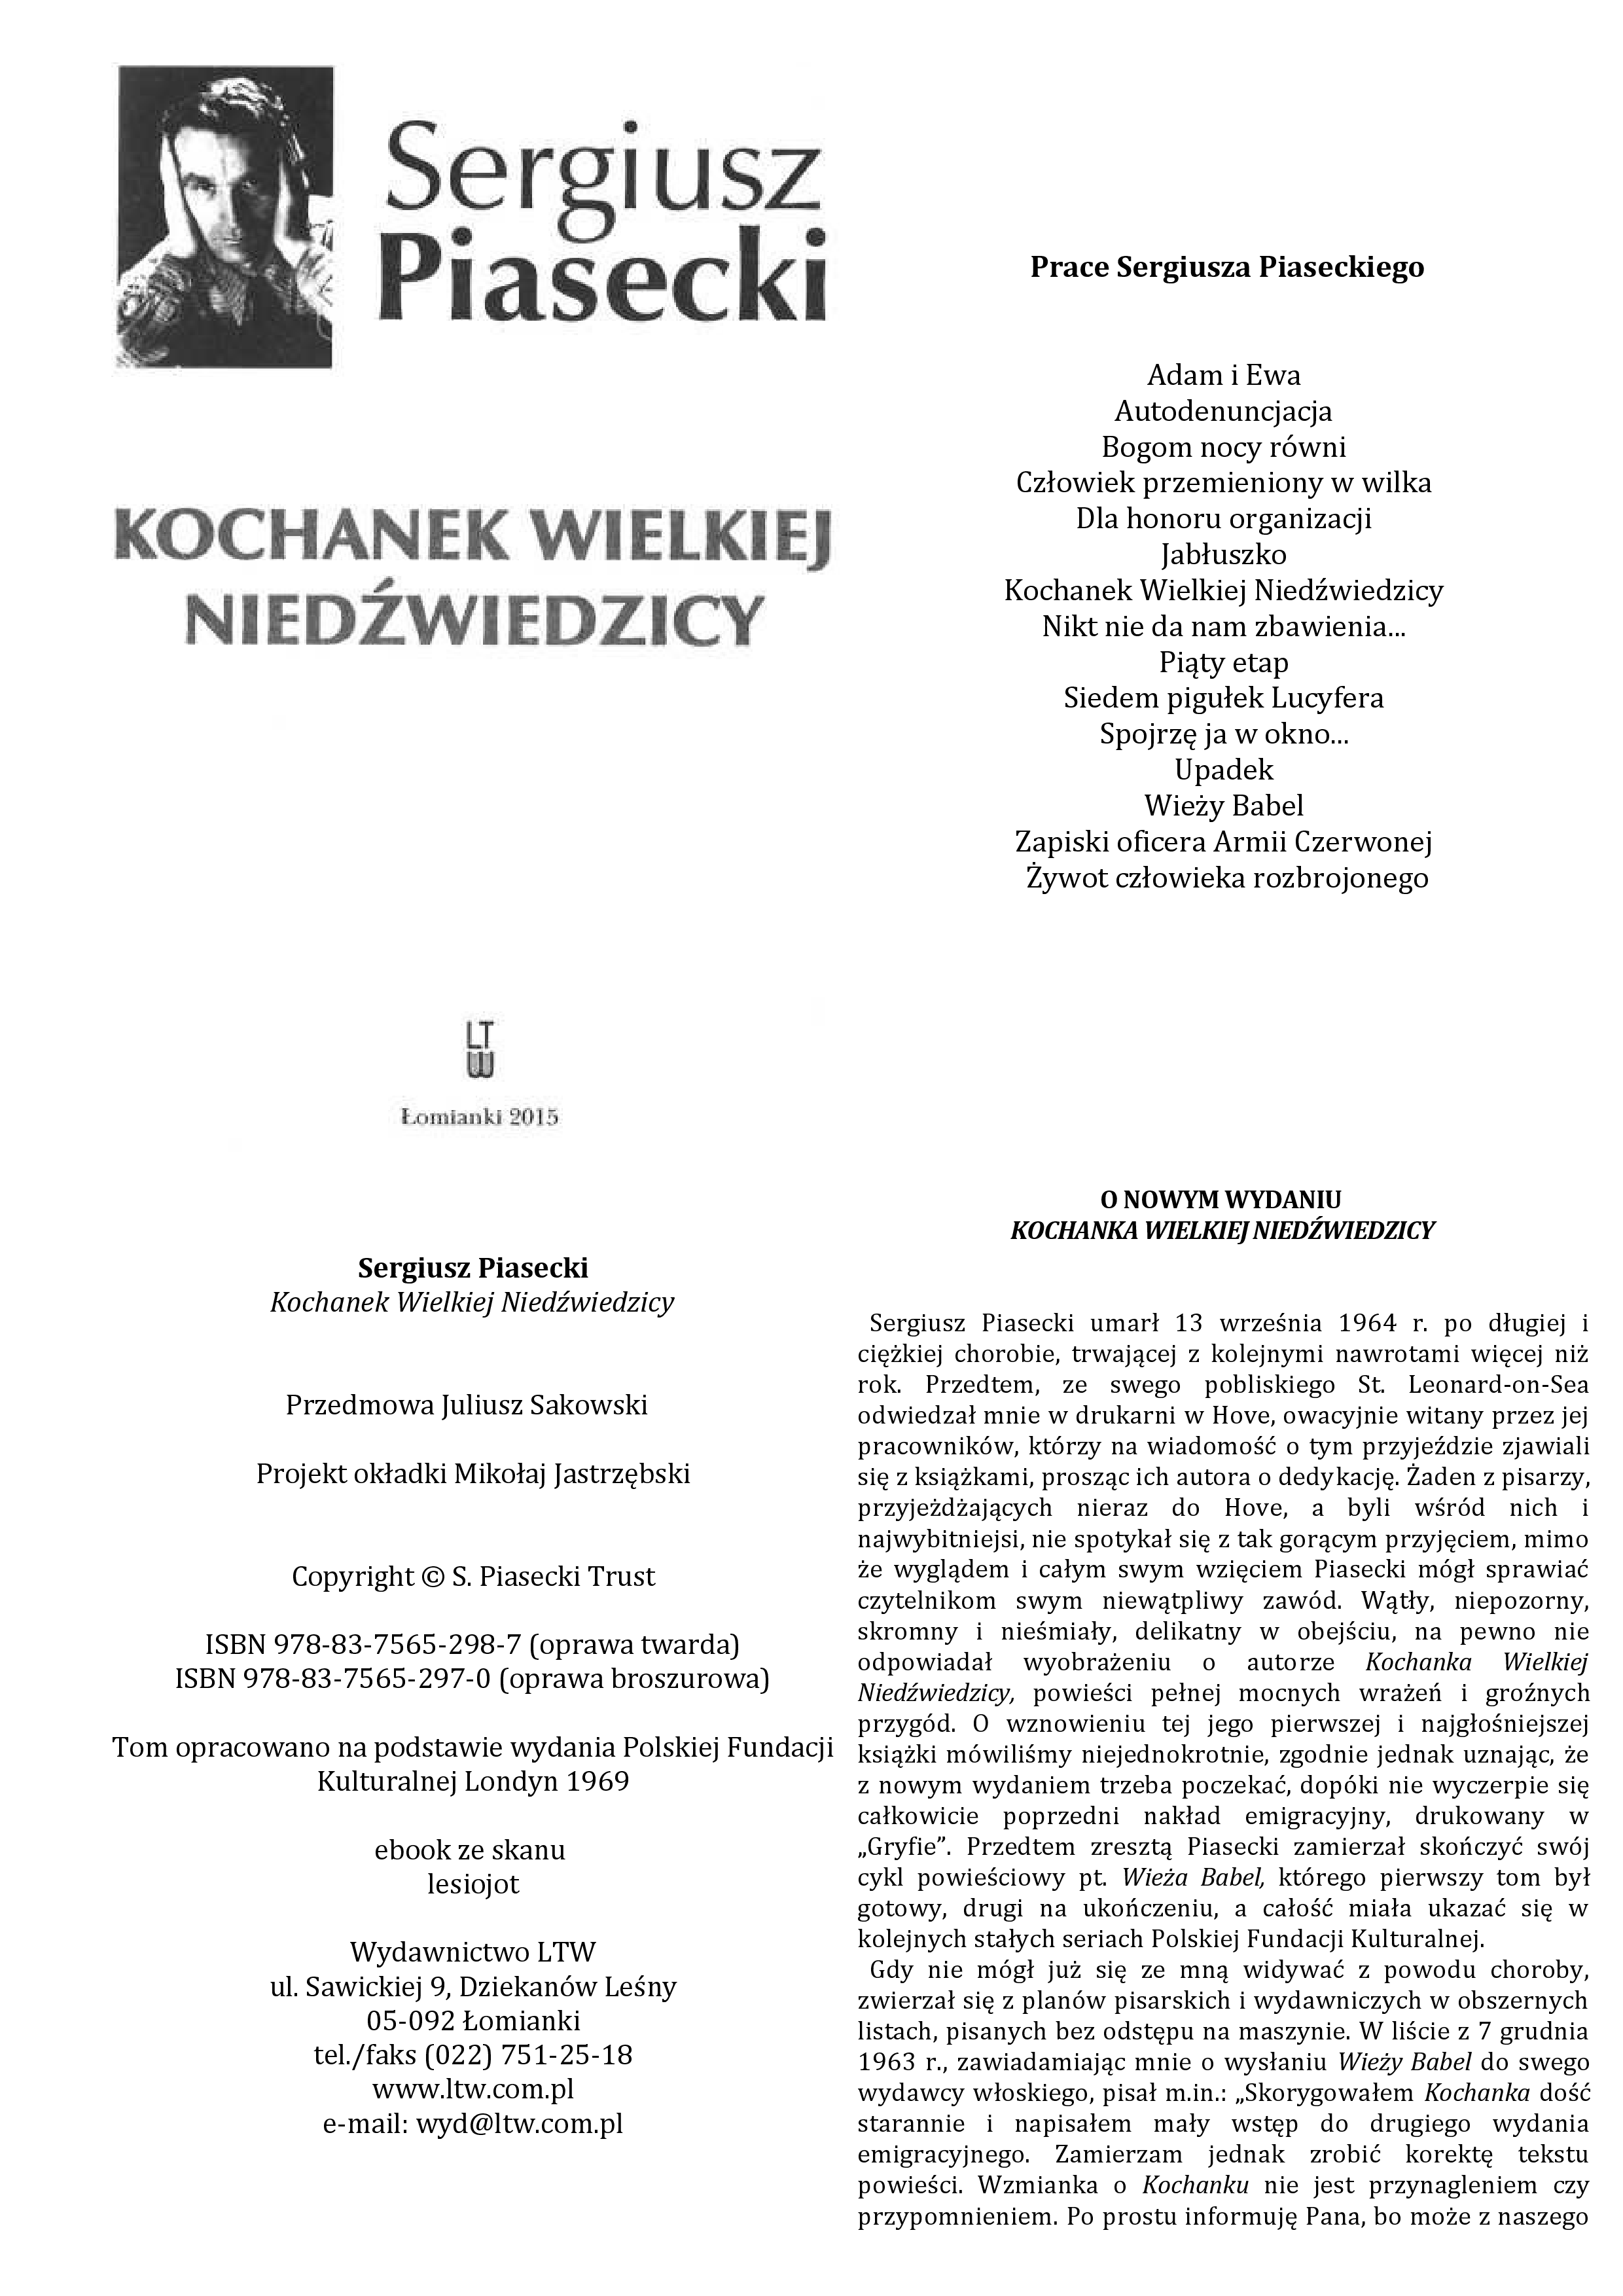 Sergiusz
Piasecki
KOCHANEK WIELKIEJ
NIEDŹWIEDZICY
LT
W
Łomianki 2015
Prace Sergiusza Piaseckiego
Adam i Ewa
Autodenuncjacja
Bogom nocy równi
Człowiek przemieniony w wilka
Dla honoru organizacji
Jabłuszko
Kochanek Wielkiej Niedźwiedzicy
Nikt nie da nam zbawienia...
Piąty etap
Siedem pigułek Lucyfera
Spojrzę ja w okno...
Upadek
Wieży Babel
Zapiski oficera Armii Czerwonej
Żywot człowieka rozbrojonego
Sergiusz Piasecki
Kochanek Wielkiej Niedźwiedzicy
Przedmowa Juliusz Sakowski
Projekt okładki Mikołaj Jastrzębski
Copyright © S. Piasecki Trust
ISBN 978-83-7565-298-7 (oprawa twarda)
ISBN 978-83-7565-297-0 (oprawa broszurowa)
Tom opracowano na podstawie wydania Polskiej Fundacji
Kulturalnej Londyn 1969
ebook ze skanu
lesiojot
Wydawnictwo LTW
ul. Sawickiej 9, Dziekanów Leśny
05-092 Łomianki
tel./faks (022) 751-25-18
www.ltw.com.pl
e-mail: wyd@ltw.com.pl
O NOWYM WYDANIU
KOCHANKA WIELKIEJ NIEDŹWIEDZICY
Sergiusz Piasecki umarł 13 września 1964 r. po długiej i
ciężkiej chorobie, trwającej z kolejnymi nawrotami więcej niż
rok. Przedtem, ze swego pobliskiego St. Leonard-on-Sea
odwiedzał mnie w drukarni w Hove, owacyjnie witany przez jej
pracowników, którzy na wiadomość o tym przyjeździe zjawiali
się z książkami, prosząc ich autora o dedykację. Żaden z pisarzy,
przyjeżdżających nieraz do Hove, a byli wśród nich i
najwybitniejsi, nie spotykał się z tak gorącym przyjęciem, mimo
że wyglądem i całym swym wzięciem Piasecki mógł sprawiać
czytelnikom swym niewątpliwy zawód. Wątły, niepozorny,
skromny i nieśmiały, delikatny w obejściu, na pewno nie
odpowiadał wyobrażeniu o autorze Kochanka Wielkiej
Niedźwiedzicy, powieści pełnej mocnych wrażeń i groźnych
przygód. O wznowieniu tej jego pierwszej i najgłośniejszej
książki mówiliśmy niejednokrotnie, zgodnie jednak uznając, że
z nowym wydaniem trzeba poczekać, dopóki nie wyczerpie się
całkowicie poprzedni nakład emigracyjny, drukowany w
„Gryfie”. Przedtem zresztą Piasecki zamierzał skończyć swój
cykl powieściowy pt. Wieża Babel, którego pierwszy tom był
gotowy, drugi na ukończeniu, a całość miała ukazać się w
kolejnych stałych seriach Polskiej Fundacji Kulturalnej.
Gdy nie mógł już się ze mną widywać z powodu choroby,
zwierzał się z planów pisarskich i wydawniczych w obszernych
listach, pisanych bez odstępu na maszynie. W liście z 7 grudnia
1963 r., zawiadamiając mnie o wysłaniu Wieży Babel do swego
wydawcy włoskiego, pisał m.in.: „Skorygowałem Kochanka dość
starannie i napisałem mały wstęp do drugiego wydania
emigracyjnego. Zamierzam jednak zrobić korektę tekstu
powieści. Wzmianka o Kochanku nie jest przynagleniem czy
przypomnieniem. Po prostu informuję Pana, bo może z naszego